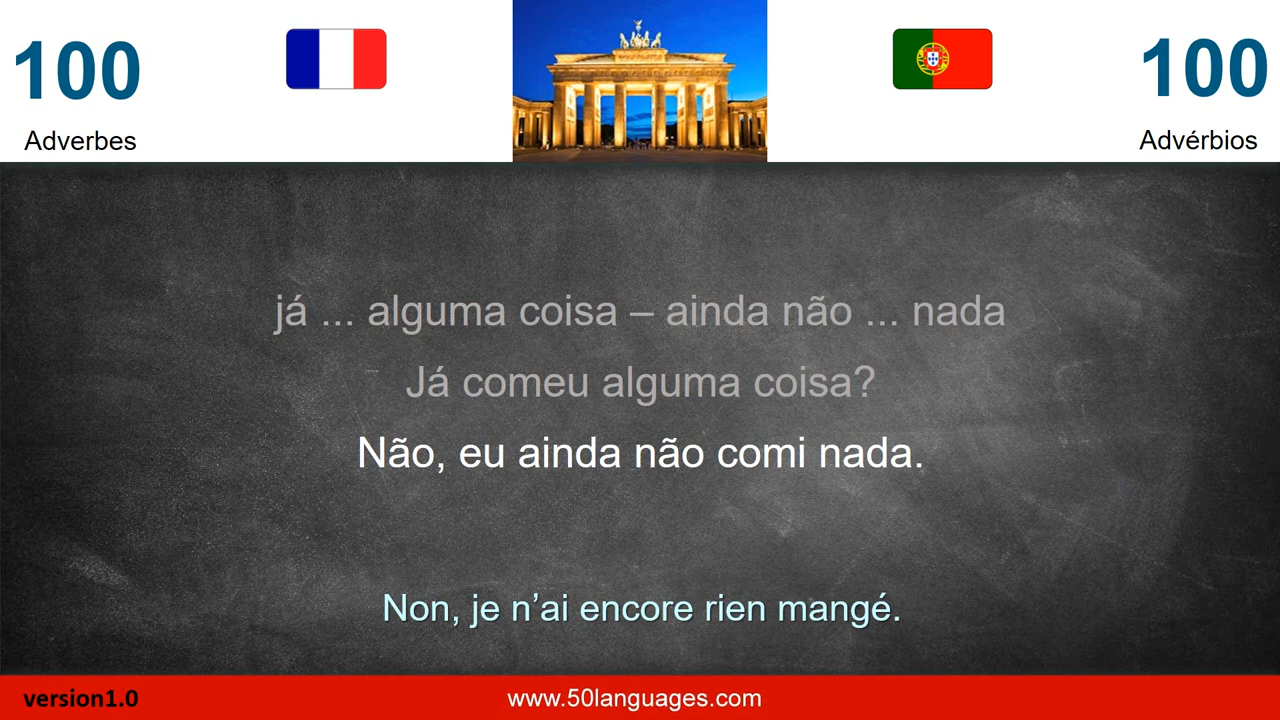 100
100
Adverbes
Advérbios
já ... alguma coisa – ainda não ... nada
Já comeu alguma coisa?
Não, eu ainda não comi nada.
Non, je n’ai encore rien mangé.
version1.0
www.50languages.com